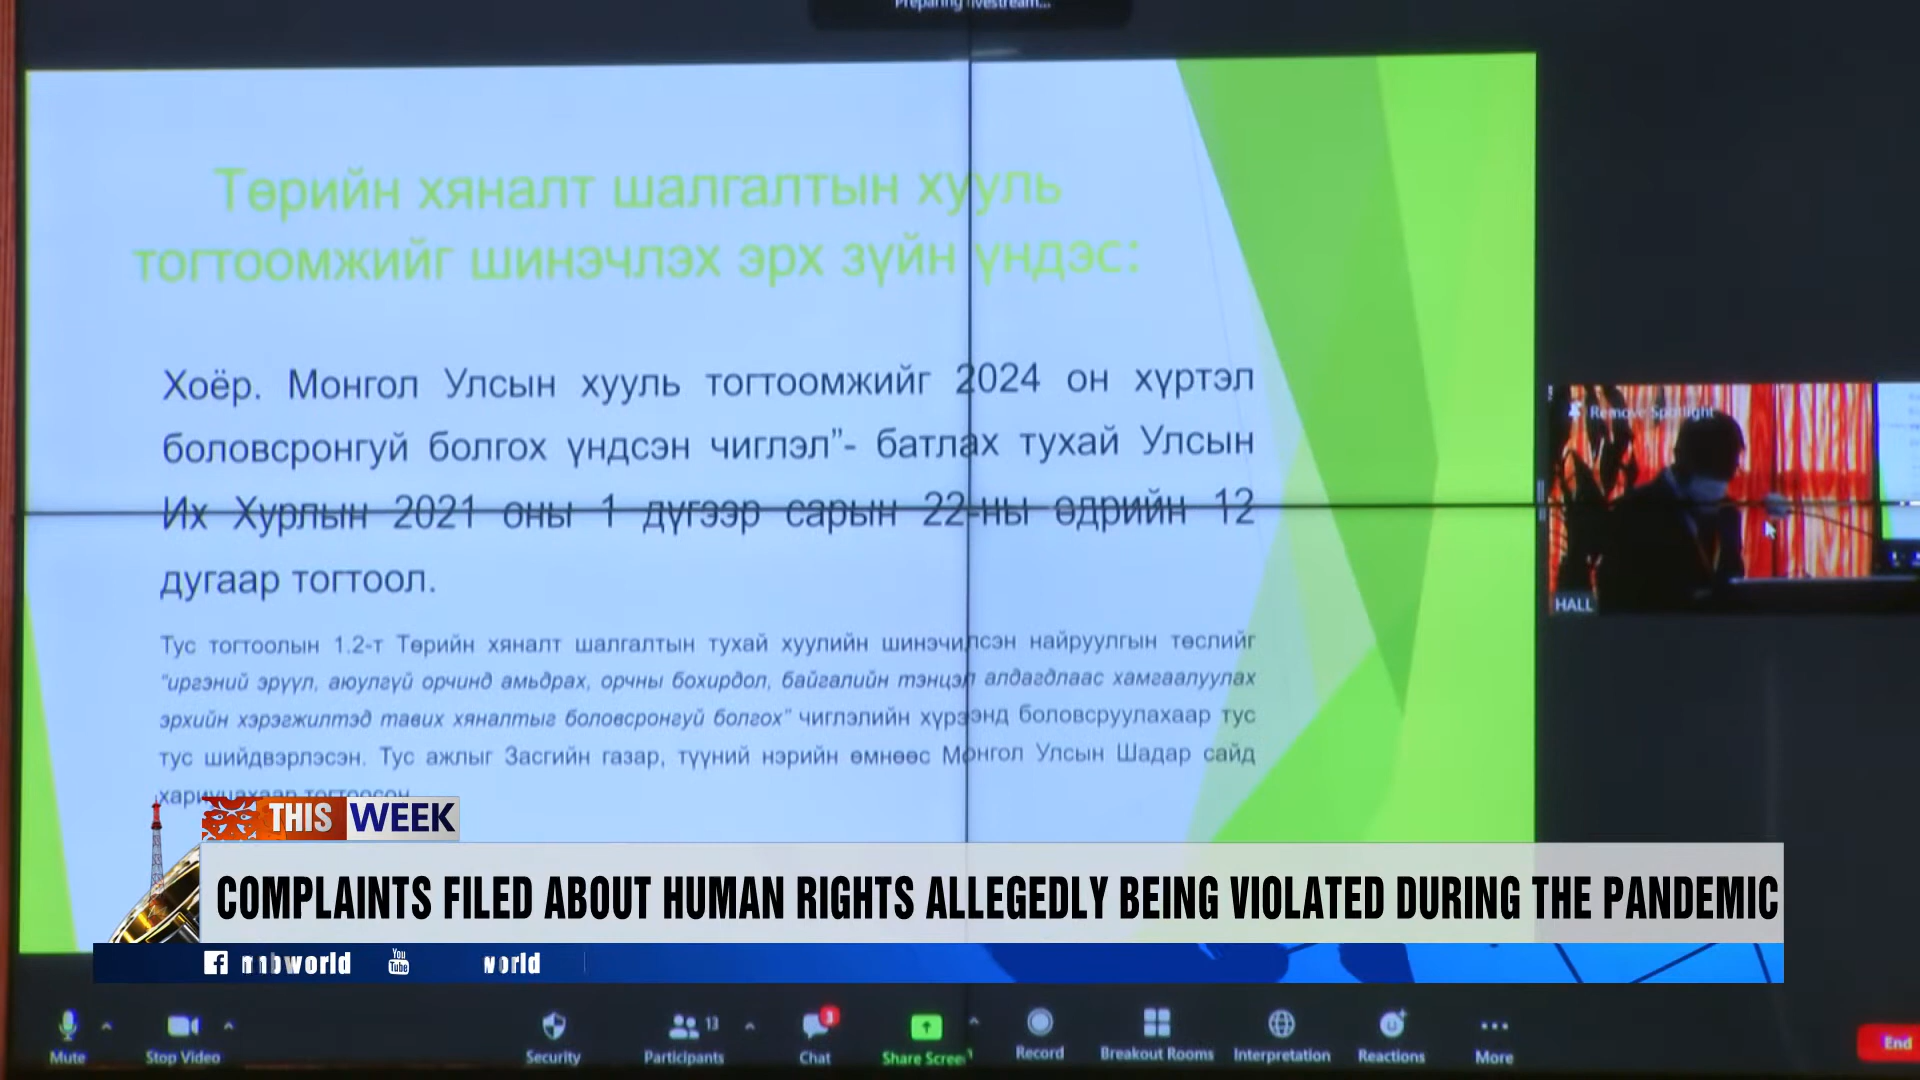 Preparing livestream...
Төрийн хяналт шалгалтын хууль
тогтоомжийг шинэчлэх эрх зүйн үндэс:
Хоёр. Монгол Улсын хууль тогтоомжийг 2024 он хүртэл
боловсронгуй болгох үндсэн чиглэл”- батлах тухай Улсын
Их Хурлын 2021 оны 1 дүгээр сарын 22-ны өдрийн 12
дугаар тогтоол.
Тус тогтоолын 1.2-т Төрийн хяналт шалгалтын тухай хуулийн шинэчилсэн найруулгын төслийг
“иргэний эрүүл, аюулгүй орчинд амьдрах, орчны бохирдол, байгалийн тэнцэл алдагдлаас хамгаалуулах
эрхийн хэрэгжилтэд тавих хяналтыг боловсронгуй болгох” чиглэлийн хүрээнд боловсруулахаар тус
тус шийдвэрлэсэн. Тус ажлыг Засгийн газар, түүний нэрийн өмнөөс Монгол Улсын Шадар сайд
хариуцахаар тогтоосон.
Remove Spotlight
HALL
THIS WEEK
COMPLAINTS FILED ABOUT HUMAN RIGHTS ALLEGEDLY BEING VIOLATED DURING THE PANDEMIC
mnbworld You Tube world
Mute
Stop Video
Security
13
Participants
3
Chat
Share Screen
Record
Breakout Rooms
Interpretation
Reactions
More
End